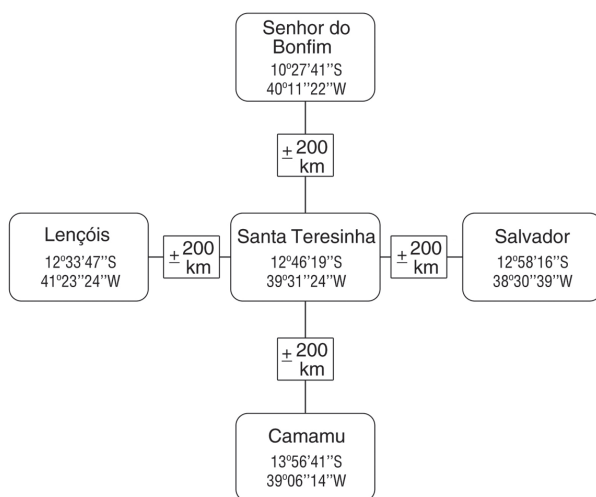 Senhor do
Bonfim
10º27’41’’S
40º11’’22’’W
± 200
km
Lençóis
12º33’47’’S
41º23’’24’’W
± 200
km
Santa Teresinha
12º46’19’’S
39º31’’24’’W
± 200
km
Salvador
12º58’16’’S
38º30’’39’’W
± 200
km
Camamu
13º56’41’’S
39º06’’14’’W